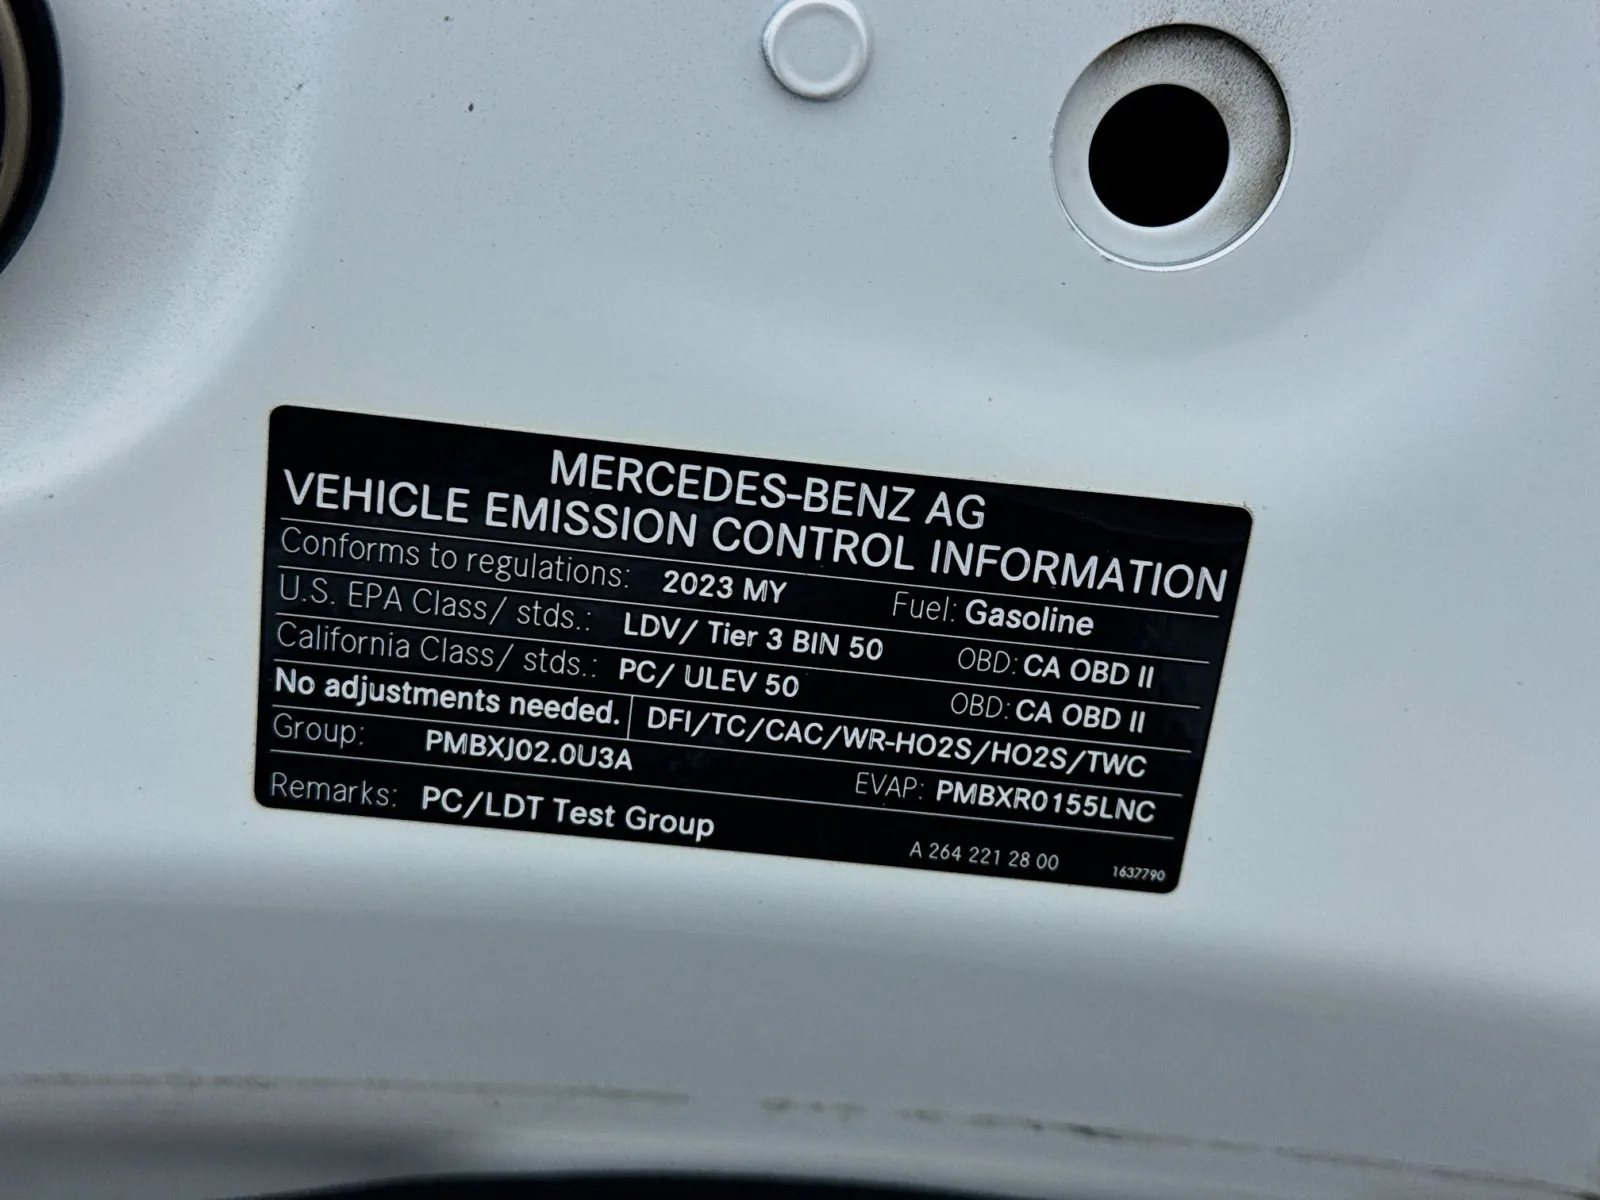 MERCEDES-BENZ AG
VEHICLE EMISSION CONTROL INFORMATION
Conforms to regulations: 2023 MY Fuel: Gasoline
U.S. EPA Class/ stds.: LDV/ Tier 3 BIN 50 OBD: CA OBD II
California Class/ stds.: PC/ ULEV 50 OBD: CA OBD II
No adjustments needed. DFI/TC/CAC/WR-HO2S/HO2S/TWC
Group: PMBXJ02.0U3A EVAP: PMBXR0155LNC
Remarks: PC/LDT Test Group
A 264 221 28 00 1637790